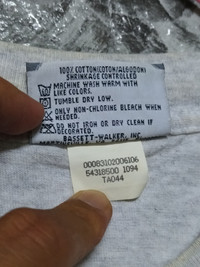 100% COTTON(COTON/ALGODON)
SHRINKAGE CONTROLLED
MACHINE WASH WARM WITH
LIKE COLORS.
TUMBLE DRY LOW.
ONLY NON-CHLORINE BLEACH WHEN
NEEDED.
DO NOT IRON OR DRY CLEAN IF
DECORATED.
BASSETT-WALKER, INC.
00083102006106
54318500 1094
TA044